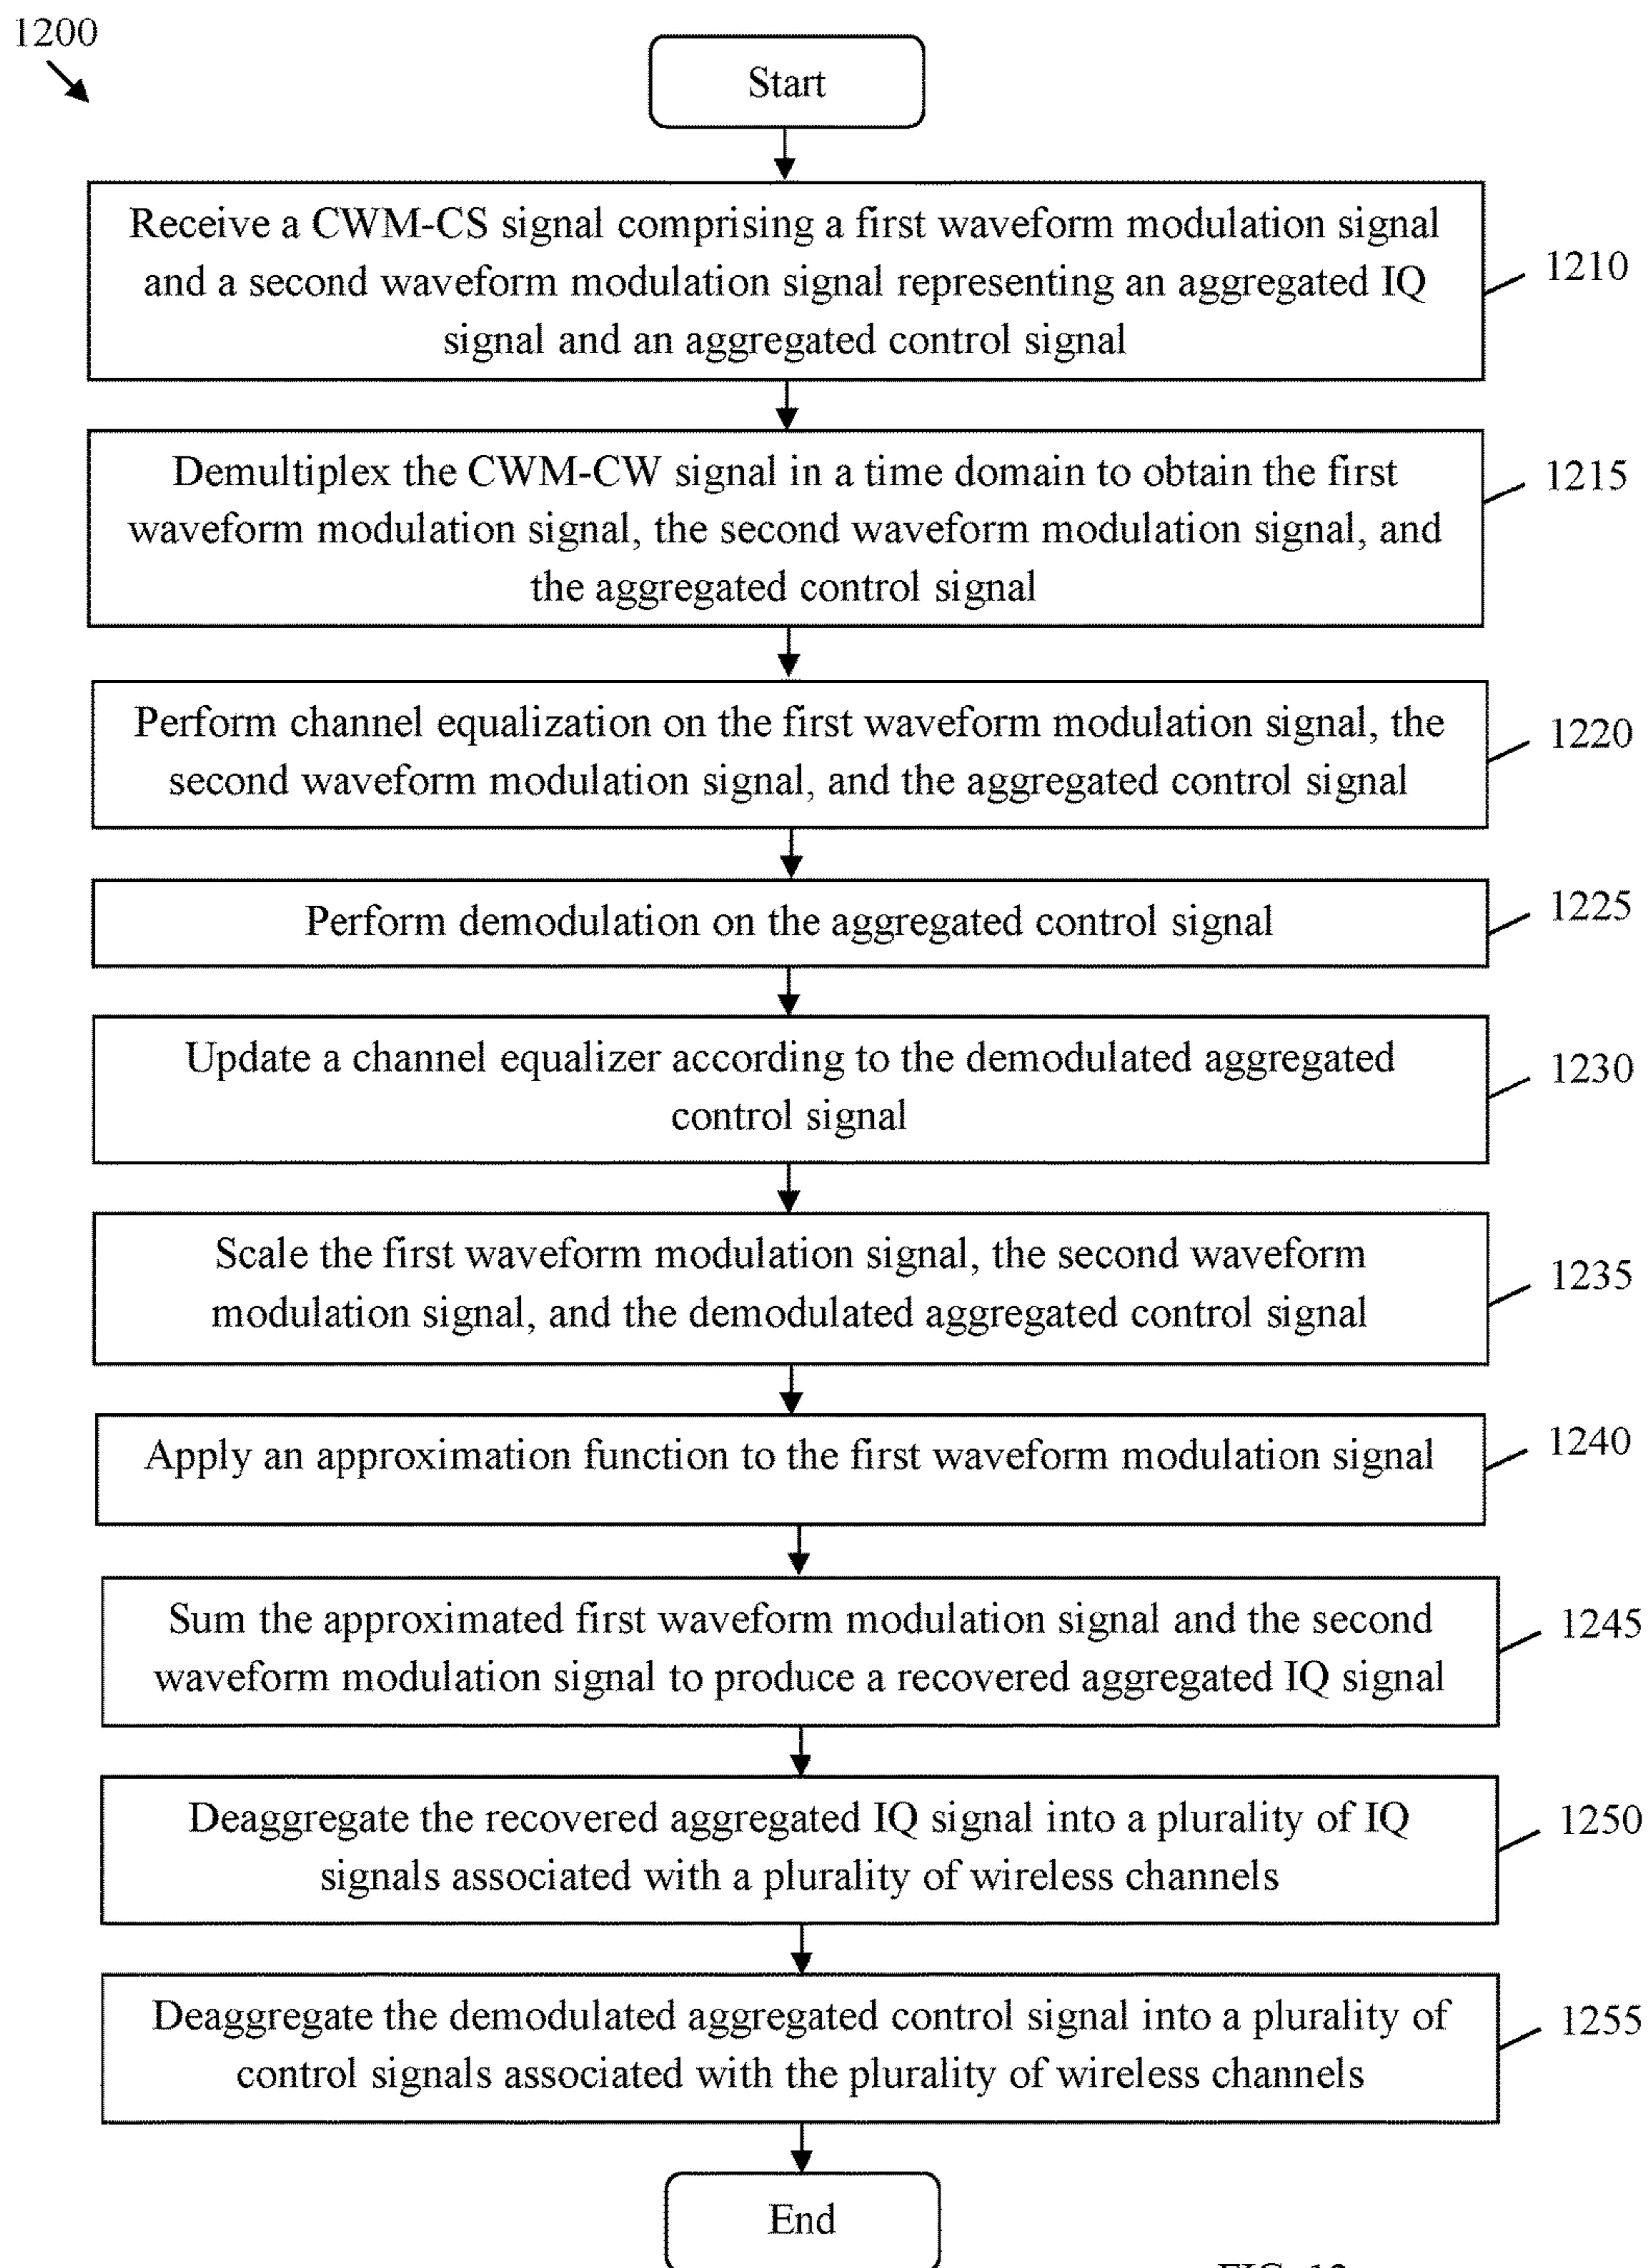 1200
Start
Receive a CWM-CS signal comprising a first waveform modulation signal
and a second waveform modulation signal representing an aggregated IQ
signal and an aggregated control signal
1210
Demultiplex the CWM-CW signal in a time domain to obtain the first
waveform modulation signal, the second waveform modulation signal, and
the aggregated control signal
1215
Perform channel equalization on the first waveform modulation signal, the
second waveform modulation signal, and the aggregated control signal
1220
Perform demodulation on the aggregated control signal
1225
Update a channel equalizer according to the demodulated aggregated
control signal
1230
Scale the first waveform modulation signal, the second waveform
modulation signal, and the demodulated aggregated control signal
1235
Apply an approximation function to the first waveform modulation signal
1240
Sum the approximated first waveform modulation signal and the second
waveform modulation signal to produce a recovered aggregated IQ signal
1245
Deaggregate the recovered aggregated IQ signal into a plurality of IQ
signals associated with a plurality of wireless channels
1250
Deaggregate the demodulated aggregated control signal into a plurality of
control signals associated with the plurality of wireless channels
1255
End